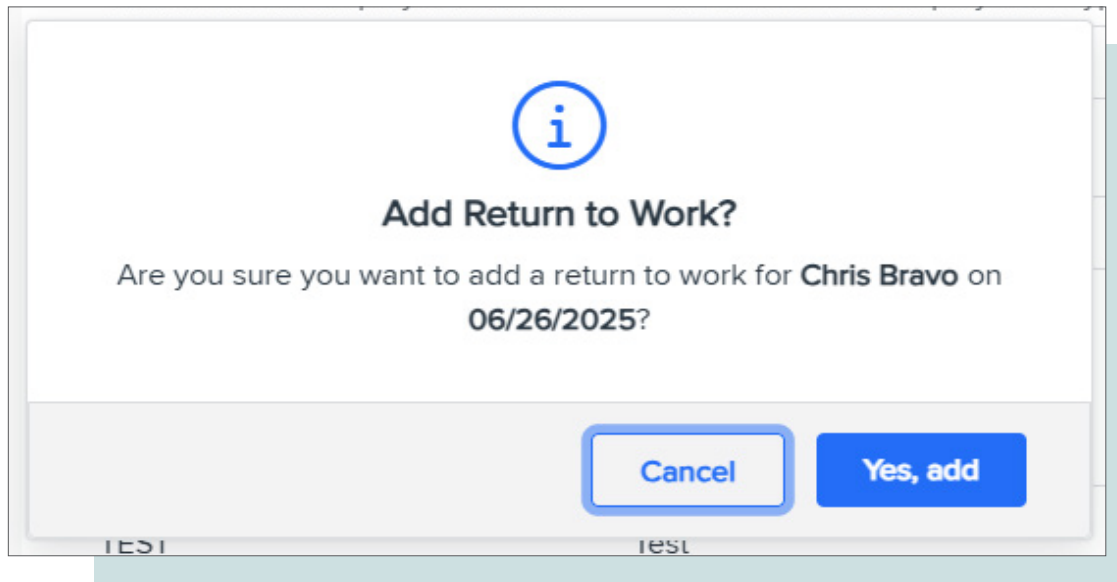 Add Return to Work?
Are you sure you want to add a return to work for Chris Bravo on
06/26/2025?
Cancel
Yes, add
TEST
Test